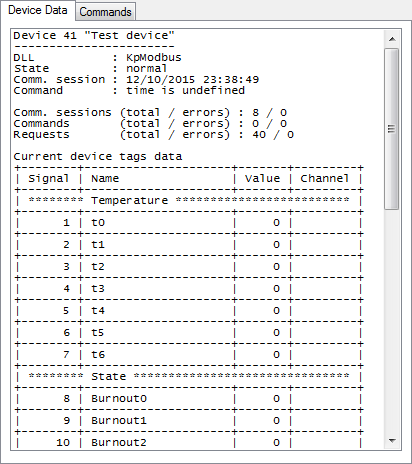 Device Data Commands
Device 41 "Test device"
-----------------------
DLL : KpModbus
State : normal
Comm. session : 12/10/2015 23:38:49
Command : time is undefined
Comm. sessions (total / errors) : 8 / 0
Commands (total / errors) : 0 / 0
Requests (total / errors) : 40 / 0
Current device tags data
+--------+--------------------+-------+---------+
| Signal | Name | Value | Channel |
+--------+--------------------+-------+---------+
| ******** Temperature ************************* |
+--------+--------------------+-------+---------+
| 1 | t0 | 0 | |
+--------+--------------------+-------+---------+
| 2 | t1 | 0 | |
+--------+--------------------+-------+---------+
| 3 | t2 | 0 | |
+--------+--------------------+-------+---------+
| 4 | t3 | 0 | |
+--------+--------------------+-------+---------+
| 5 | t4 | 0 | |
+--------+--------------------+-------+---------+
| 6 | t5 | 0 | |
+--------+--------------------+-------+---------+
| 7 | t6 | 0 | |
+--------+--------------------+-------+---------+
| ******** State ******************************* |
+--------+--------------------+-------+---------+
| 8 | Burnout0 | 0 | |
+--------+--------------------+-------+---------+
| 9 | Burnout1 | 0 | |
+--------+--------------------+-------+---------+
| 10 | Burnout2 | 0 | |